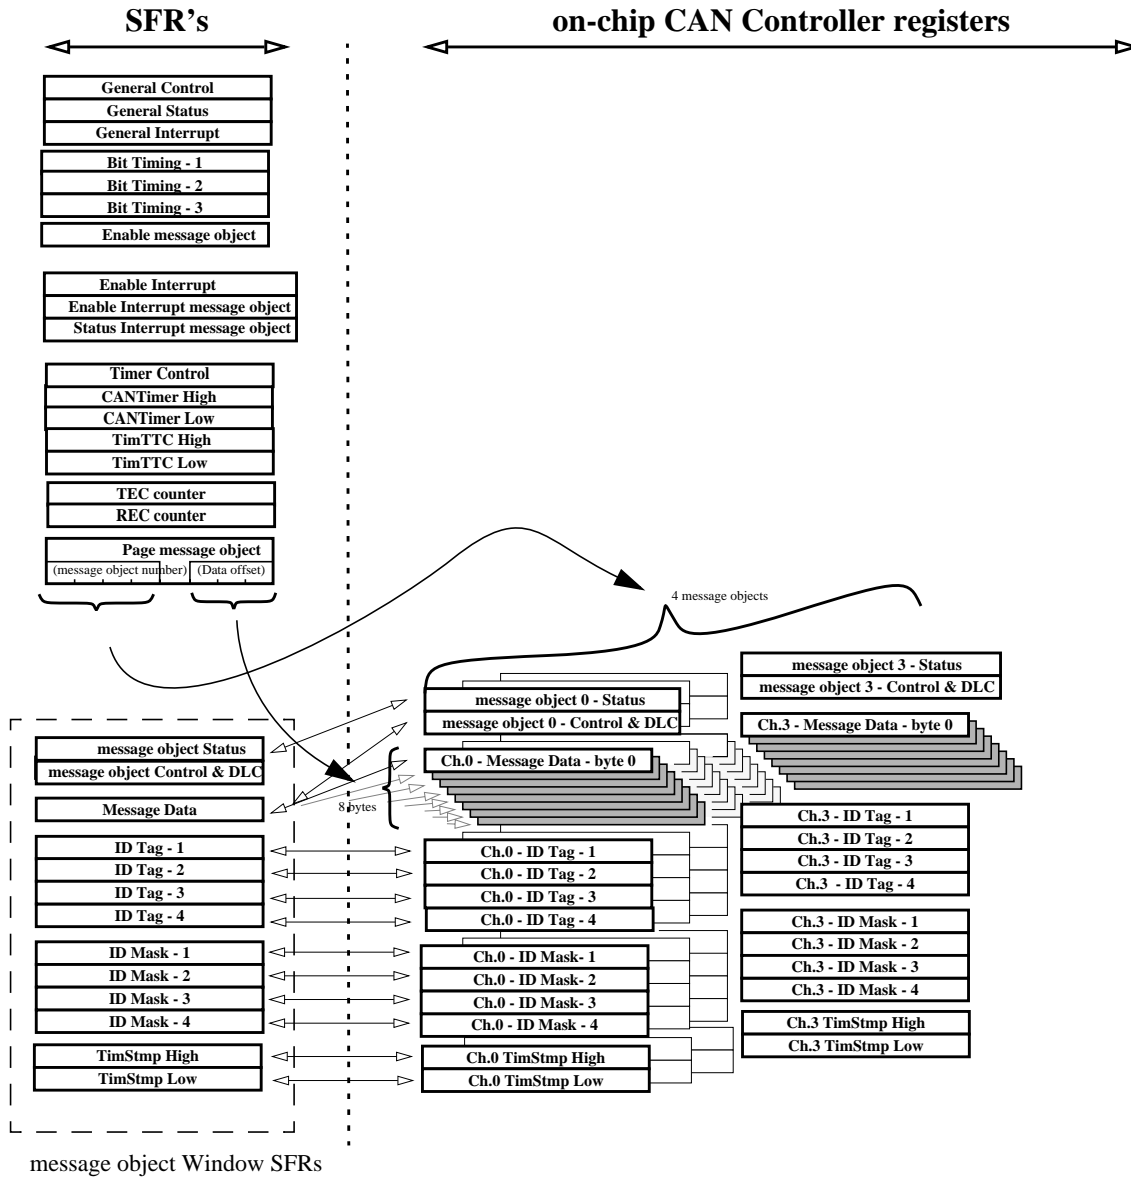 SFR's
on-chip CAN Controller registers
General Control
General Status
General Interrupt
Bit Timing - 1
Bit Timing - 2
Bit Timing - 3
Enable message object
Enable Interrupt
Enable Interrupt message object
Status Interrupt message object
Timer Control
CANTimer High
CANTimer Low
TimTTC High
TimTTC Low
TEC counter
REC counter
Page message object
(message object number) (Data offset)
4 message objects
message object Status
message object Control & DLC
Message Data
ID Tag - 1
ID Tag - 2
ID Tag - 3
ID Tag - 4
ID Mask - 1
ID Mask - 2
ID Mask - 3
ID Mask - 4
TimStmp High
TimStmp Low
message object Window SFRs
8 bytes
message object 0 - Status
message object 0 - Control & DLC
Ch.0 - Message Data - byte 0
Ch.0 - ID Tag - 1
Ch.0 - ID Tag - 2
Ch.0 - ID Tag - 3
Ch.0 - ID Tag - 4
Ch.0 - ID Mask- 1
Ch.0 - ID Mask- 2
Ch.0 - ID Mask- 3
Ch.0 - ID Mask - 4
Ch.0 TimStmp High
Ch.0 TimStmp Low
message object 3 - Status
message object 3 - Control & DLC
Ch.3 - Message Data - byte 0
Ch.3 - ID Tag - 1
Ch.3 - ID Tag - 2
Ch.3 - ID Tag - 3
Ch.3 - ID Tag - 4
Ch.3 - ID Mask - 1
Ch.3 - ID Mask - 2
Ch.3 - ID Mask - 3
Ch.3 - ID Mask - 4
Ch.3 TimStmp High
Ch.3 TimStmp Low